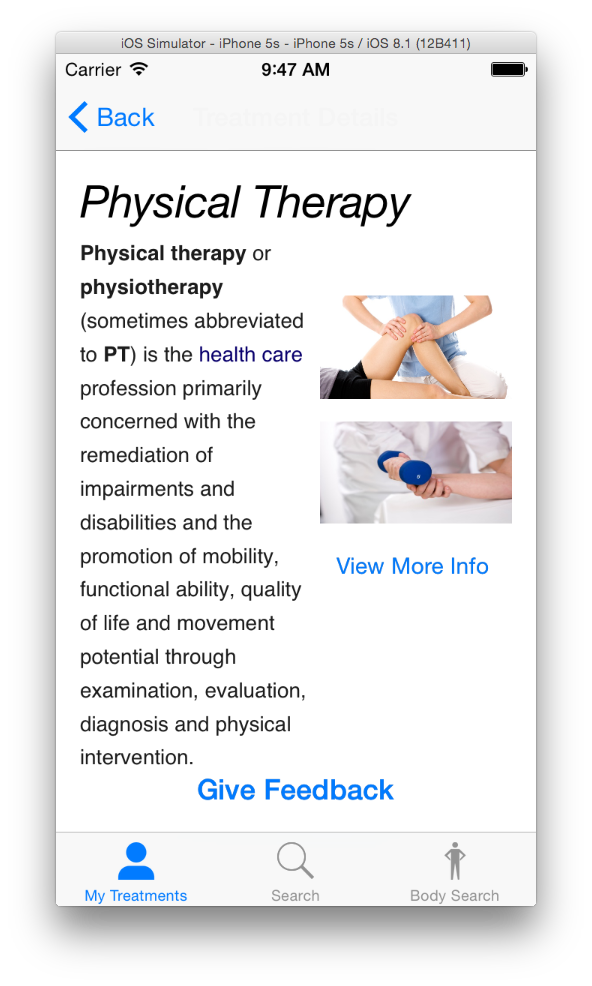 iOS Simulator - iPhone 5s - iPhone 5s / iOS 8.1 (12B411)
Carrier 9:47 AM
Back Treatment Details
Physical Therapy
Physical therapy or
physiotherapy
(sometimes abbreviated
to PT) is the health care
profession primarily
concerned with the
remediation of
impairments and
disabilities and the
promotion of mobility,
functional ability, quality
of life and movement
potential through
examination, evaluation,
diagnosis and physical
intervention.
View More Info
Give Feedback
My Treatments Search Body Search